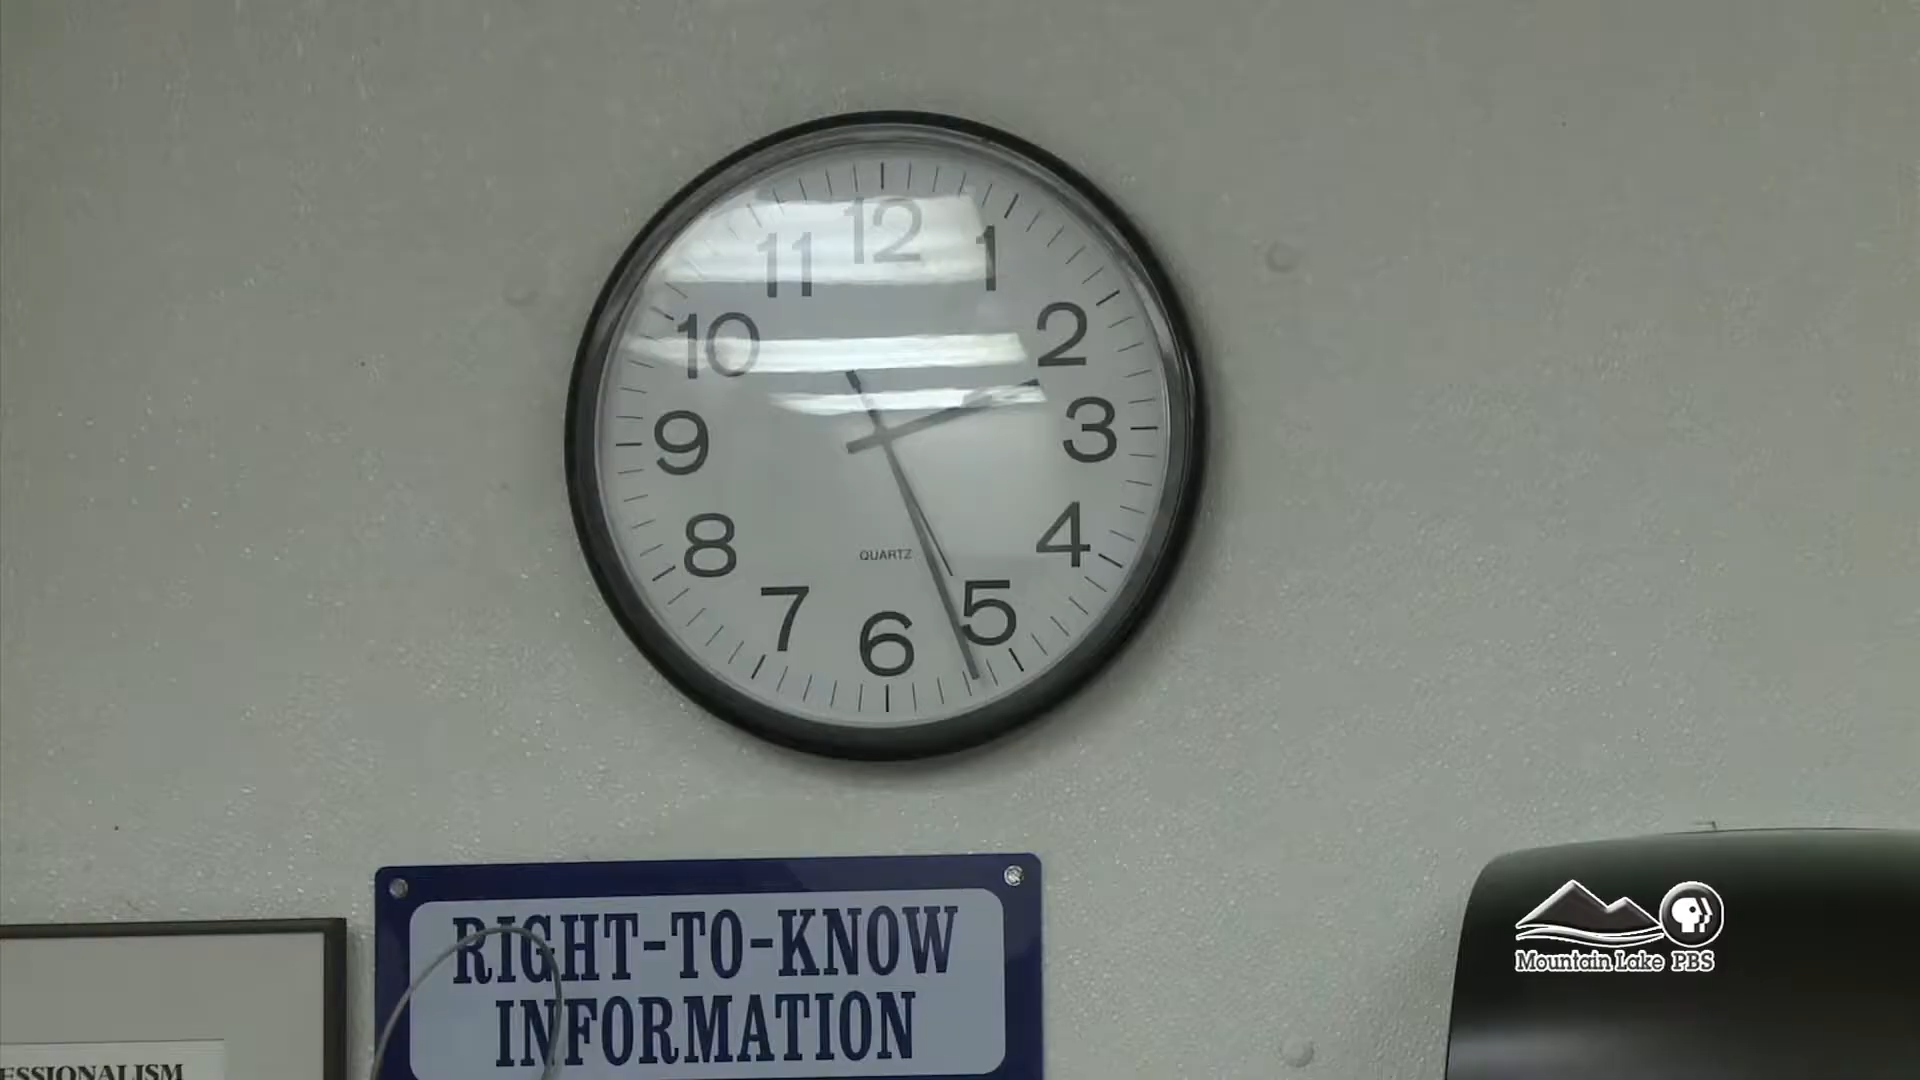 12
11
1
10
2
9
3
8
4
QUARTZ
7
5
6
RIGHT-TO-KNOW
INFORMATION
Mountain Lake PBS
ESSIONALISM